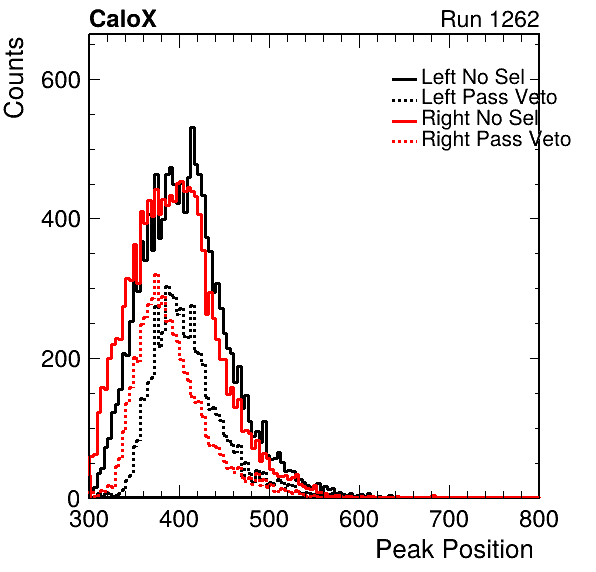 CaloX Run 1262
Counts
600
400
200
0
Left No Sel
Left Pass Veto
Right No Sel
Right Pass Veto
300 400 500 600 700 800
Peak Position